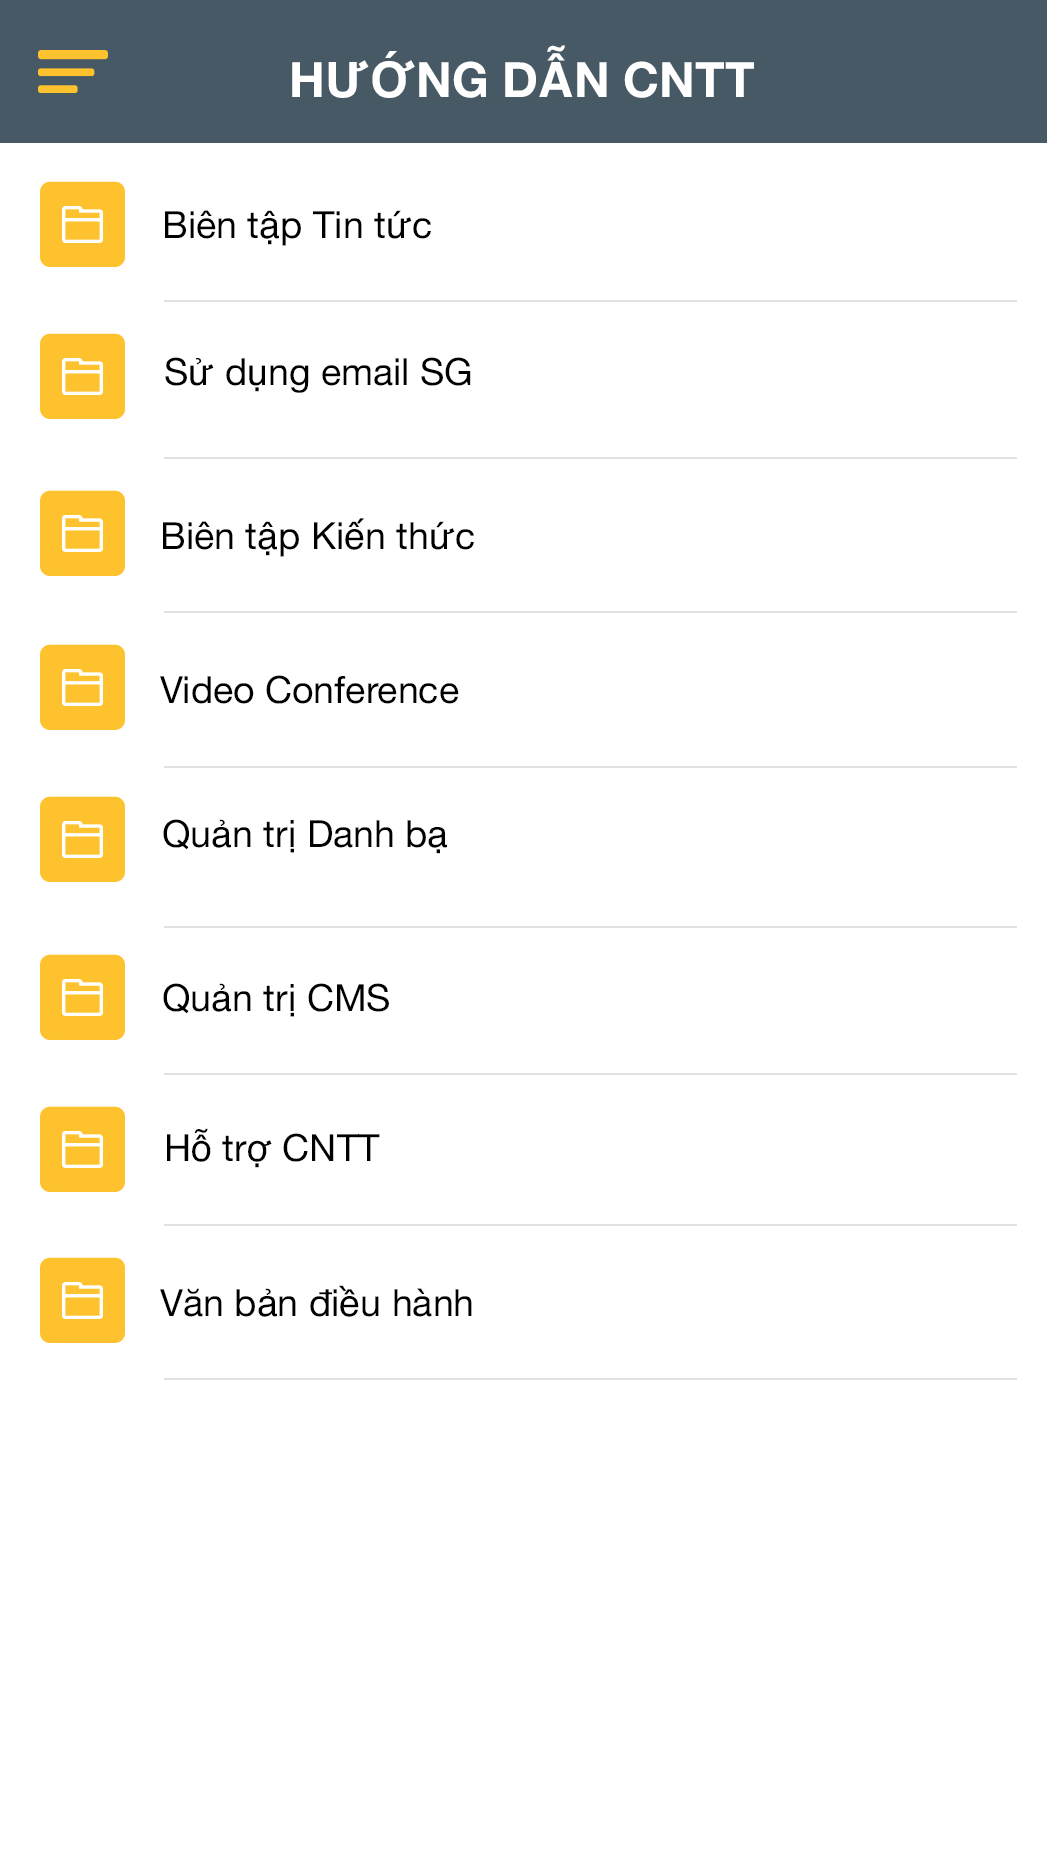 HƯỚNG DẪN CNTT
Biên tập Tin tức
Sử dụng email SG
Biên tập Kiến thức
Video Conference
Quản trị Danh bạ
Quản trị CMS
Hỗ trợ CNTT
Văn bản điều hành